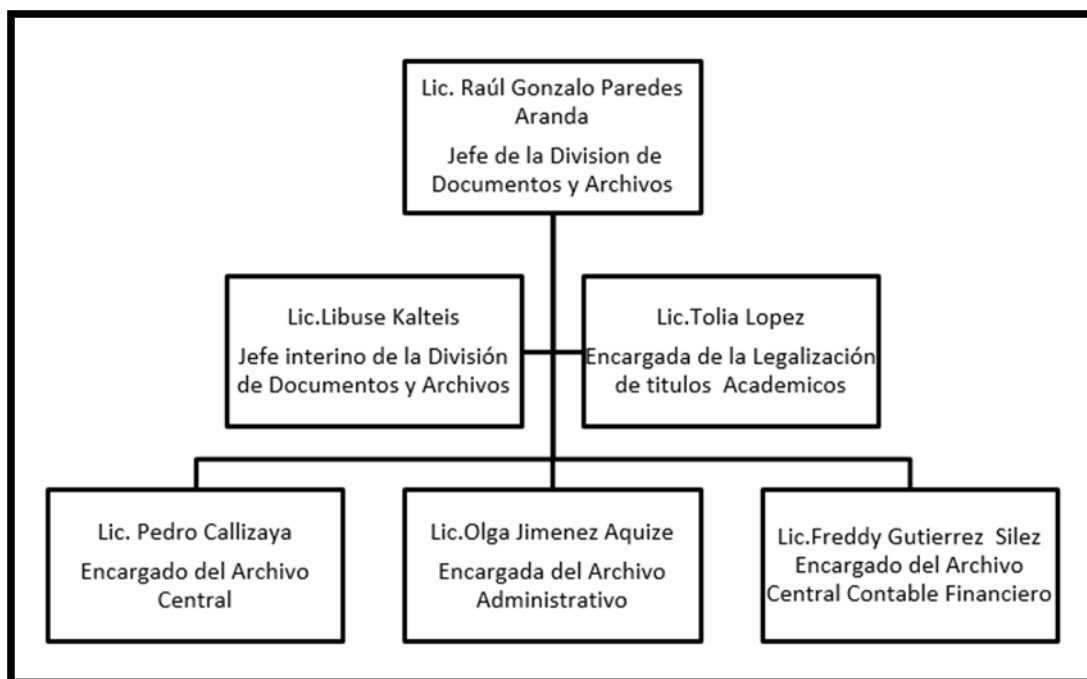 Lic. Raúl Gonzalo Paredes
Aranda
Jefe de la Division de
Documentos y Archivos
Lic.Libuse Kalteis
Jefe interino de la División
de Documentos y Archivos
Lic.Tolia Lopez
Encargada de la Legalización
de titulos Academicos
Lic. Pedro Callizaya
Encargado del Archivo
Central
Lic.Olga Jimenez Aquize
Encargada del Archivo
Administrativo
Lic.Freddy Gutierrez Silez
Encargado del Archivo
Central Contable Financiero